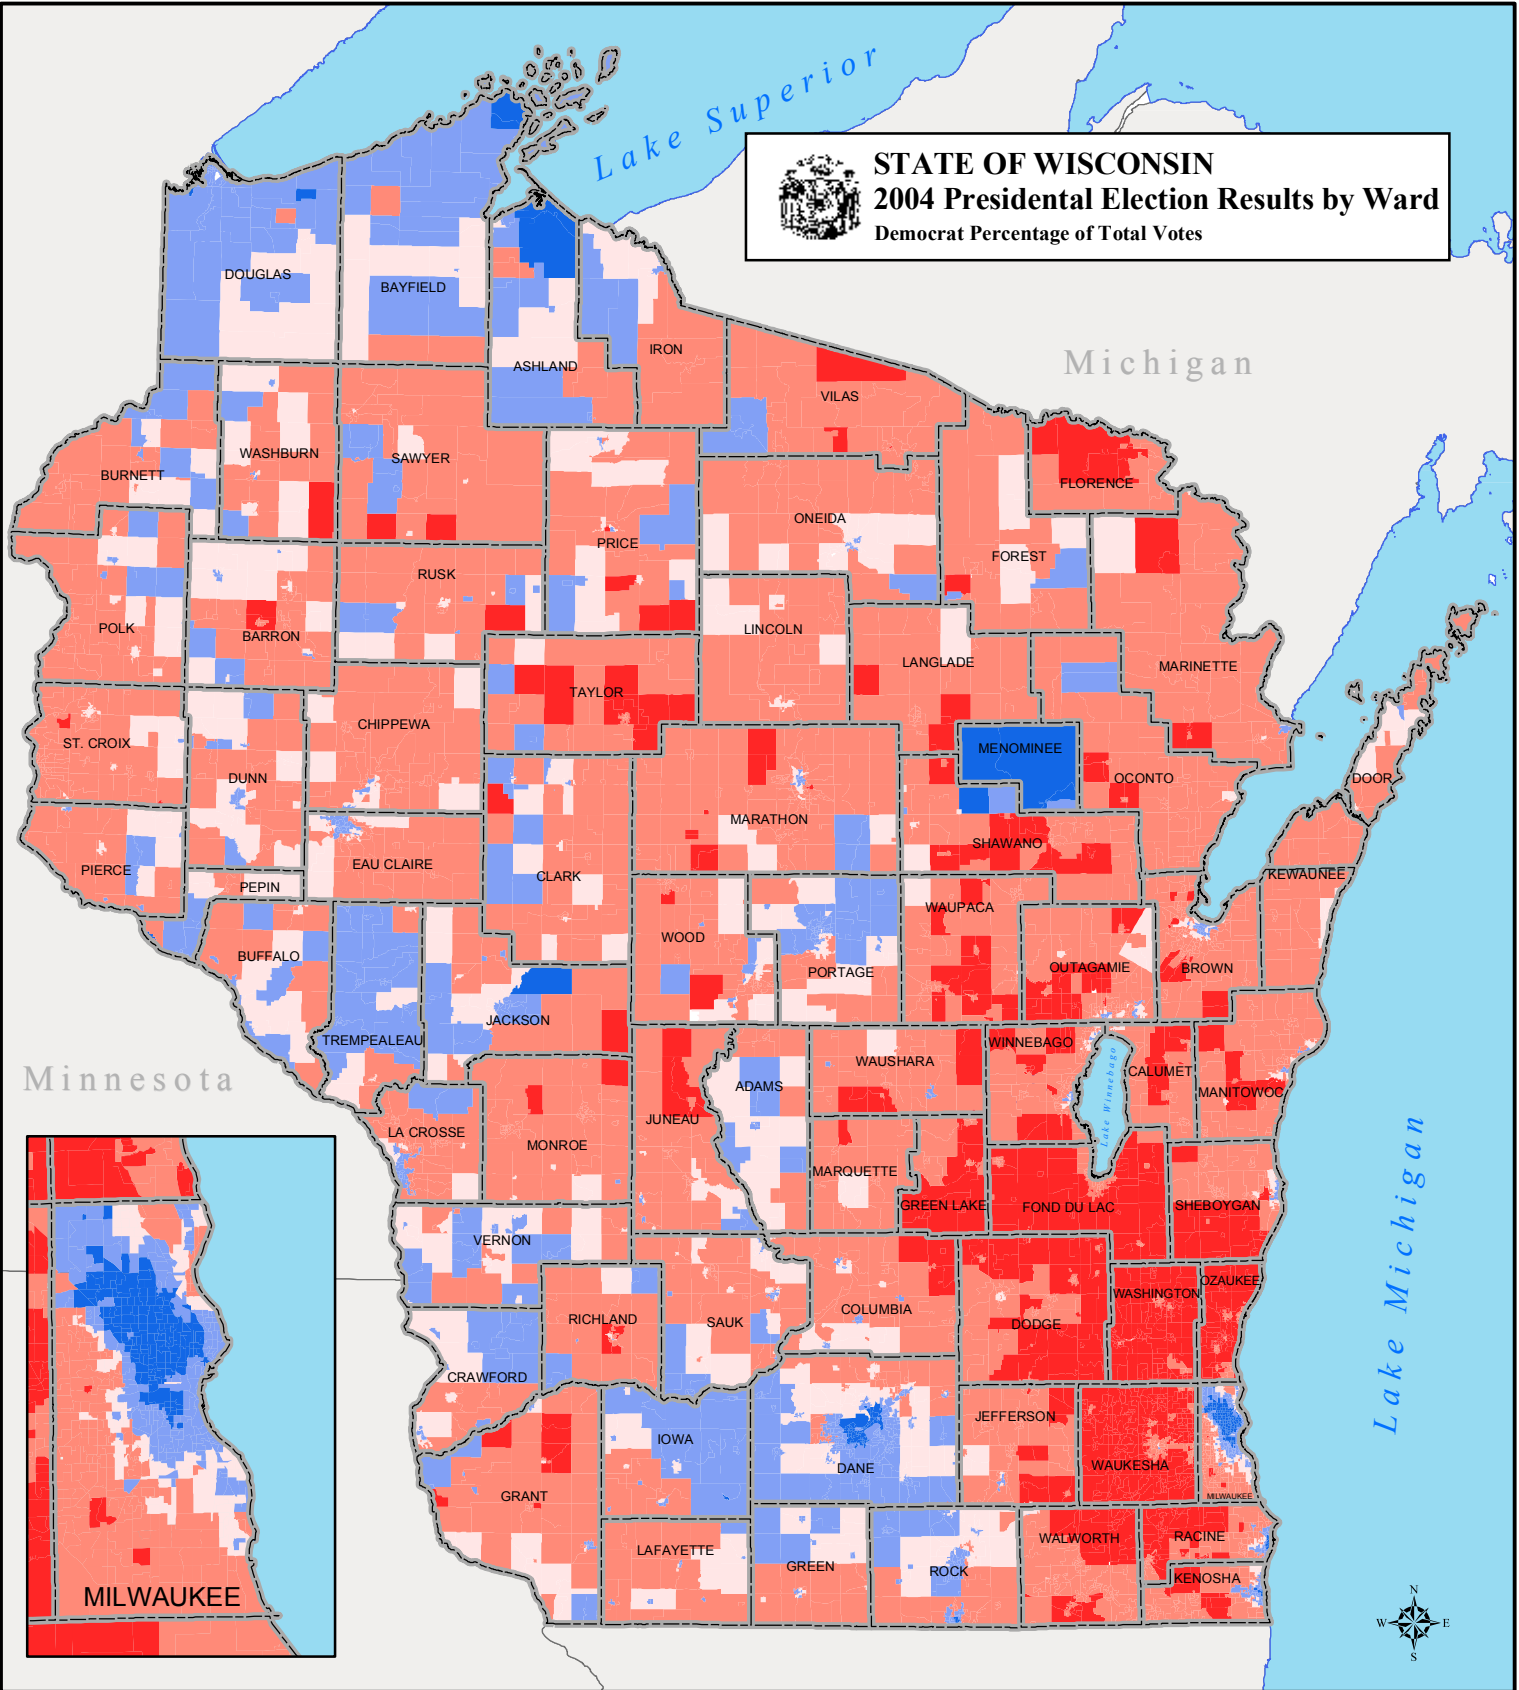 Lake Superior
STATE OF WISCONSIN
2004 Presidental Election Results by Ward
Democrat Percentage of Total Votes
DOUGLAS
BAYFIELD
ASHLAND
IRON
Michigan
VILAS
BURNETT
WASHBURN
SAWYER
FLORENCE
ONEIDA
PRICE
FOREST
RUSK
POLK
BARRON
LINCOLN
LANGLADE
MARINETTE
TAYLOR
CHIPPEWA
ST. CROIX
DUNN
MENOMINEE
OCONTO
DOOR
MARATHON
SHAWANO
PIERCE
EAU CLAIRE
PEPIN
CLARK
KEWAUNEE
WAUPACA
WOOD
BUFFALO
PORTAGE
OUTAGAMIE
BROWN
JACKSON
TREMPEALEAU
WINNEBAGO
WAUSHARA
CALUMET
Minnesota
ADAMS
Lake Winnebago
MANITOWOC
JUNEAU
LA CROSSE
MONROE
MARQUETTE
GREEN LAKE
FOND DU LAC
SHEBOYGAN
VERNON
Lake Michigan
OZAUKEE
WASHINGTON
COLUMBIA
RICHLAND
SAUK
DODGE
CRAWFORD
JEFFERSON
IOWA
DANE
WAUKESHA
GRANT
MILWAUKEE
WALWORTH
RACINE
LAFAYETTE
GREEN
ROCK
KENOSHA
MILWAUKEE
N
W
E
S